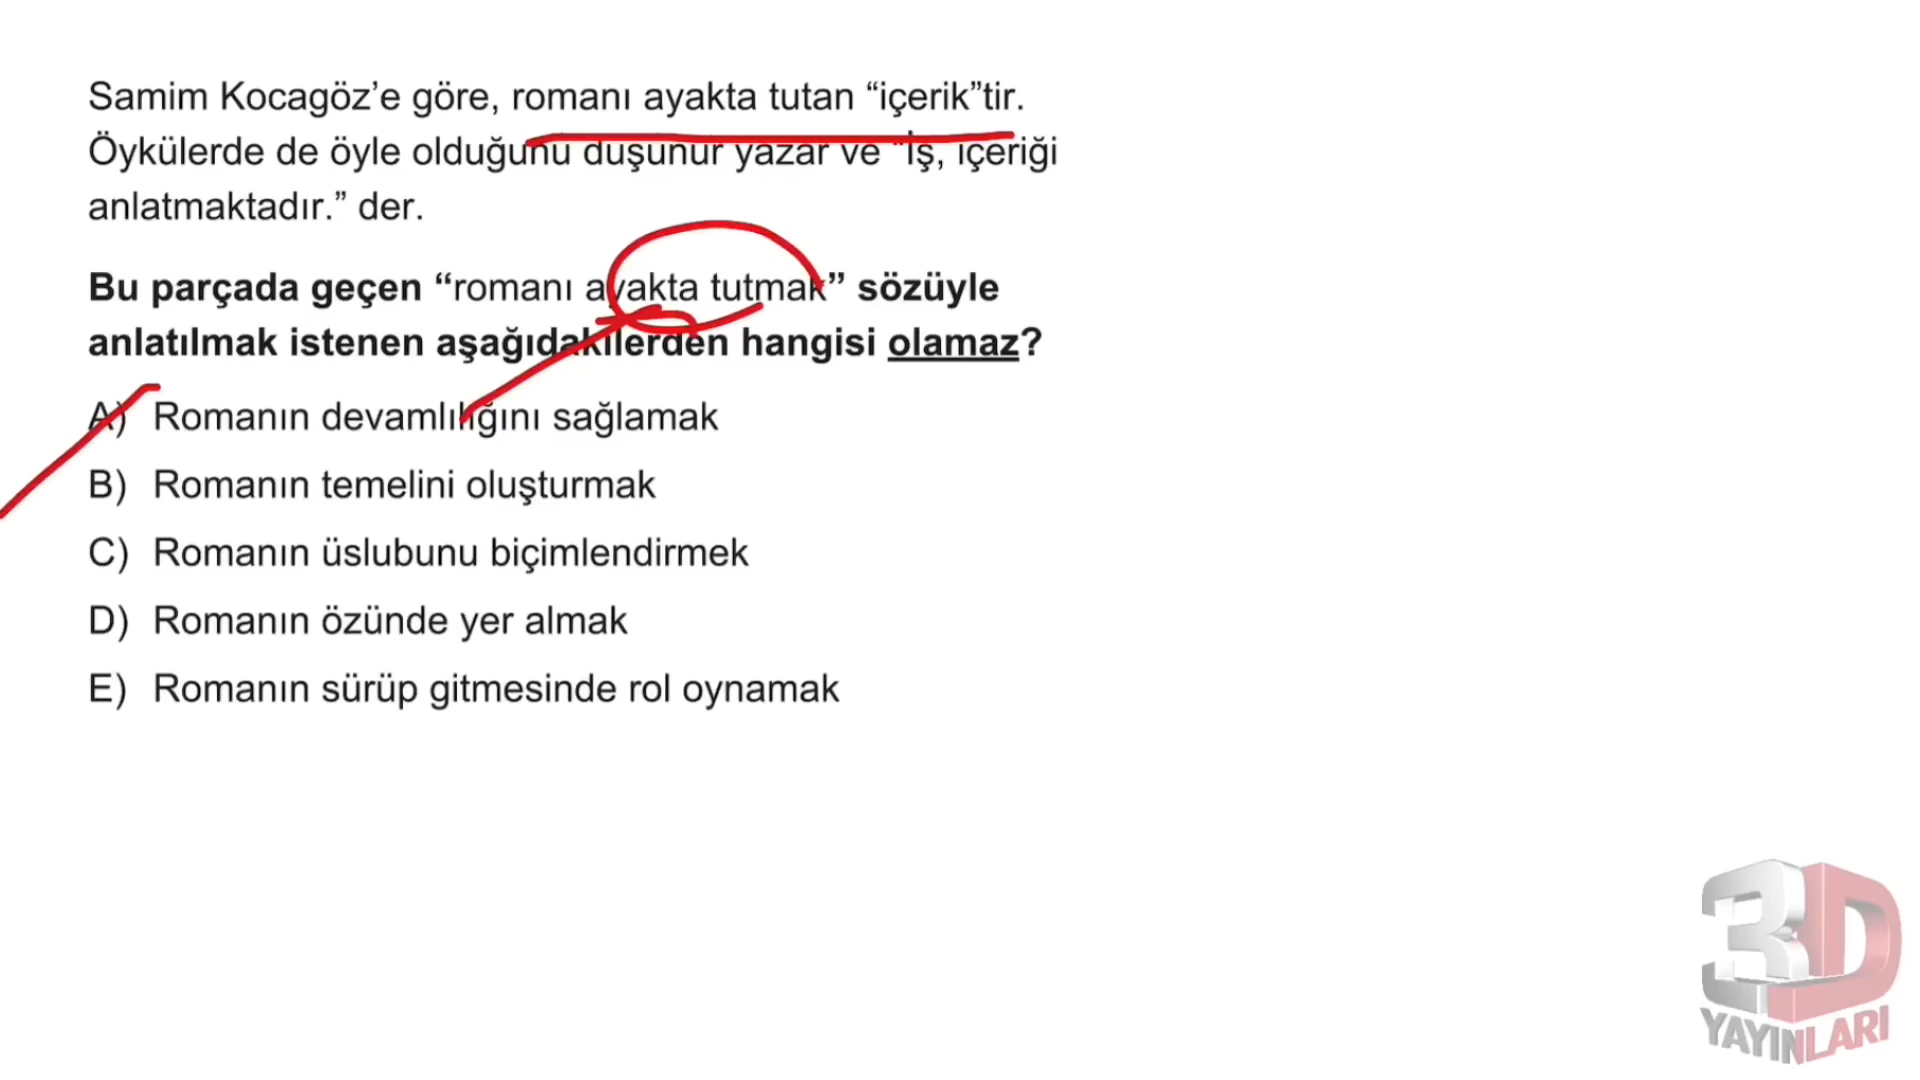 Samim Kocagöz’e göre, romanı ayakta tutan “içerik”tir.
Öykülerde de öyle olduğunu düşünür yazar ve “İş, içeriği
anlatmaktadır.” der.
Bu parçada geçen “romanı ayakta tutmak” sözüyle
anlatılmak istenen aşağıdakilerden hangisi olamaz?
A) Romanın devamlılığını sağlamak
B) Romanın temelini oluşturmak
C) Romanın üslubunu biçimlendirmek
D) Romanın özünde yer almak
E) Romanın sürüp gitmesinde rol oynamak
3D
YAYINLARI